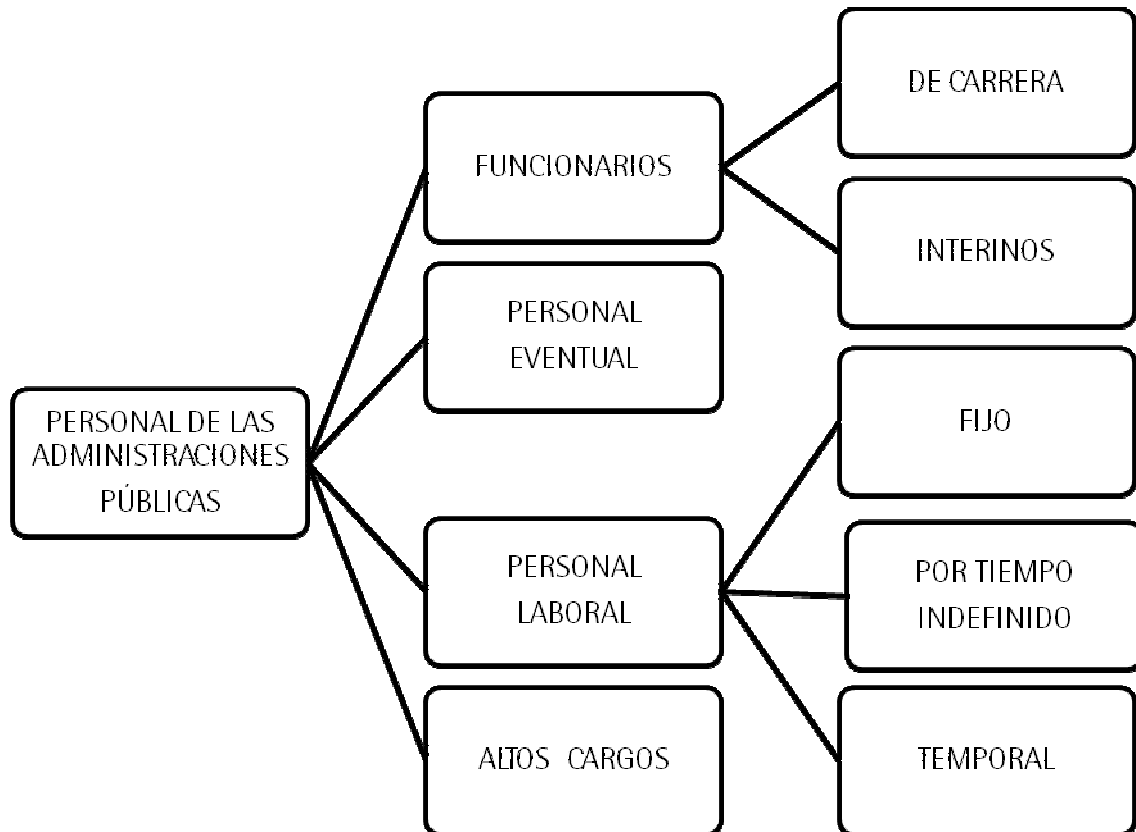 PERSONAL DE LAS
ADMINISTRACIONES
PÚBLICAS
FUNCIONARIOS
DE CARRERA
INTERINOS
PERSONAL
EVENTUAL
PERSONAL
LABORAL
FIJO
POR TIEMPO
INDEFINIDO
TEMPORAL
ALTOS CARGOS